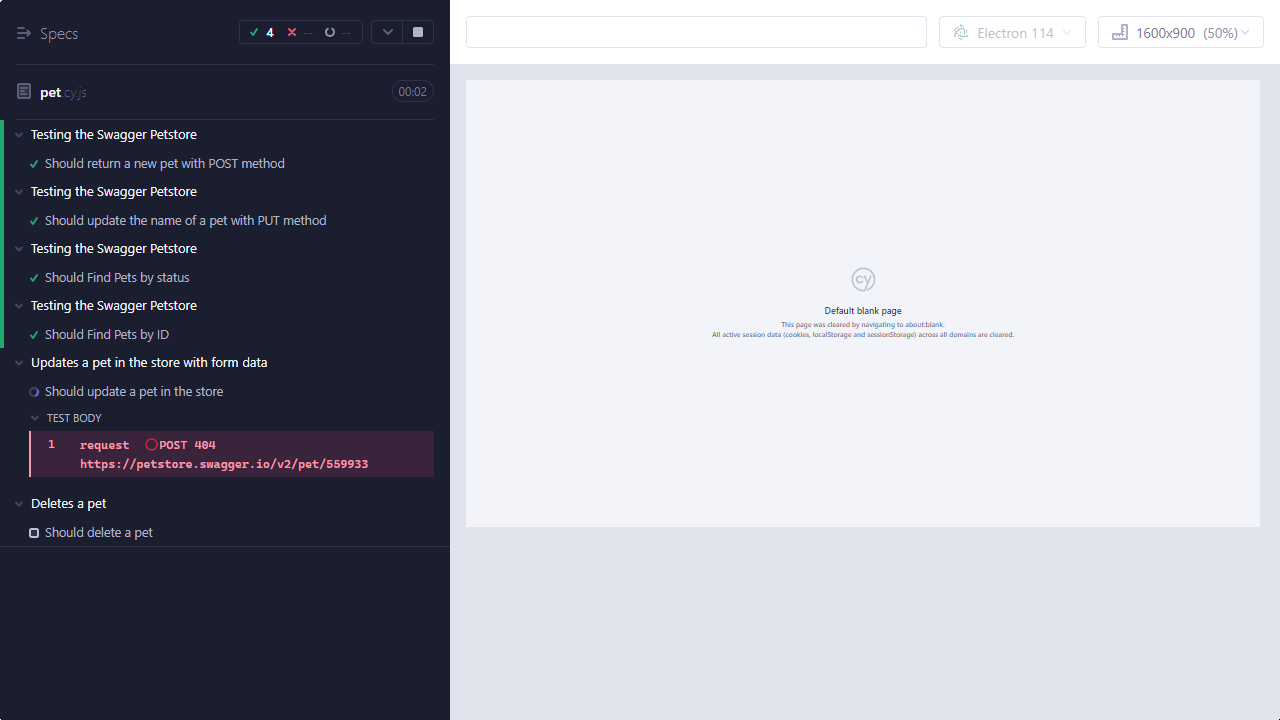 Specs
4
--
--
pet.cy.js
00:02
Testing the Swagger Petstore
Should return a new pet with POST method
Testing the Swagger Petstore
Should update the name of a pet with PUT method
Testing the Swagger Petstore
Should Find Pets by status
Testing the Swagger Petstore
Should Find Pets by ID
Updates a pet in the store with form data
Should update a pet in the store
TEST BODY
1 request POST 404
https://petstore.swagger.io/v2/pet/559933
Deletes a pet
Should delete a pet
Electron 114
1600x900 (50%)
cy
Default blank page
This page was cleared by navigating to about:blank.
All active session data (cookies, localStorage and sessionStorage) across all domains are cleared.